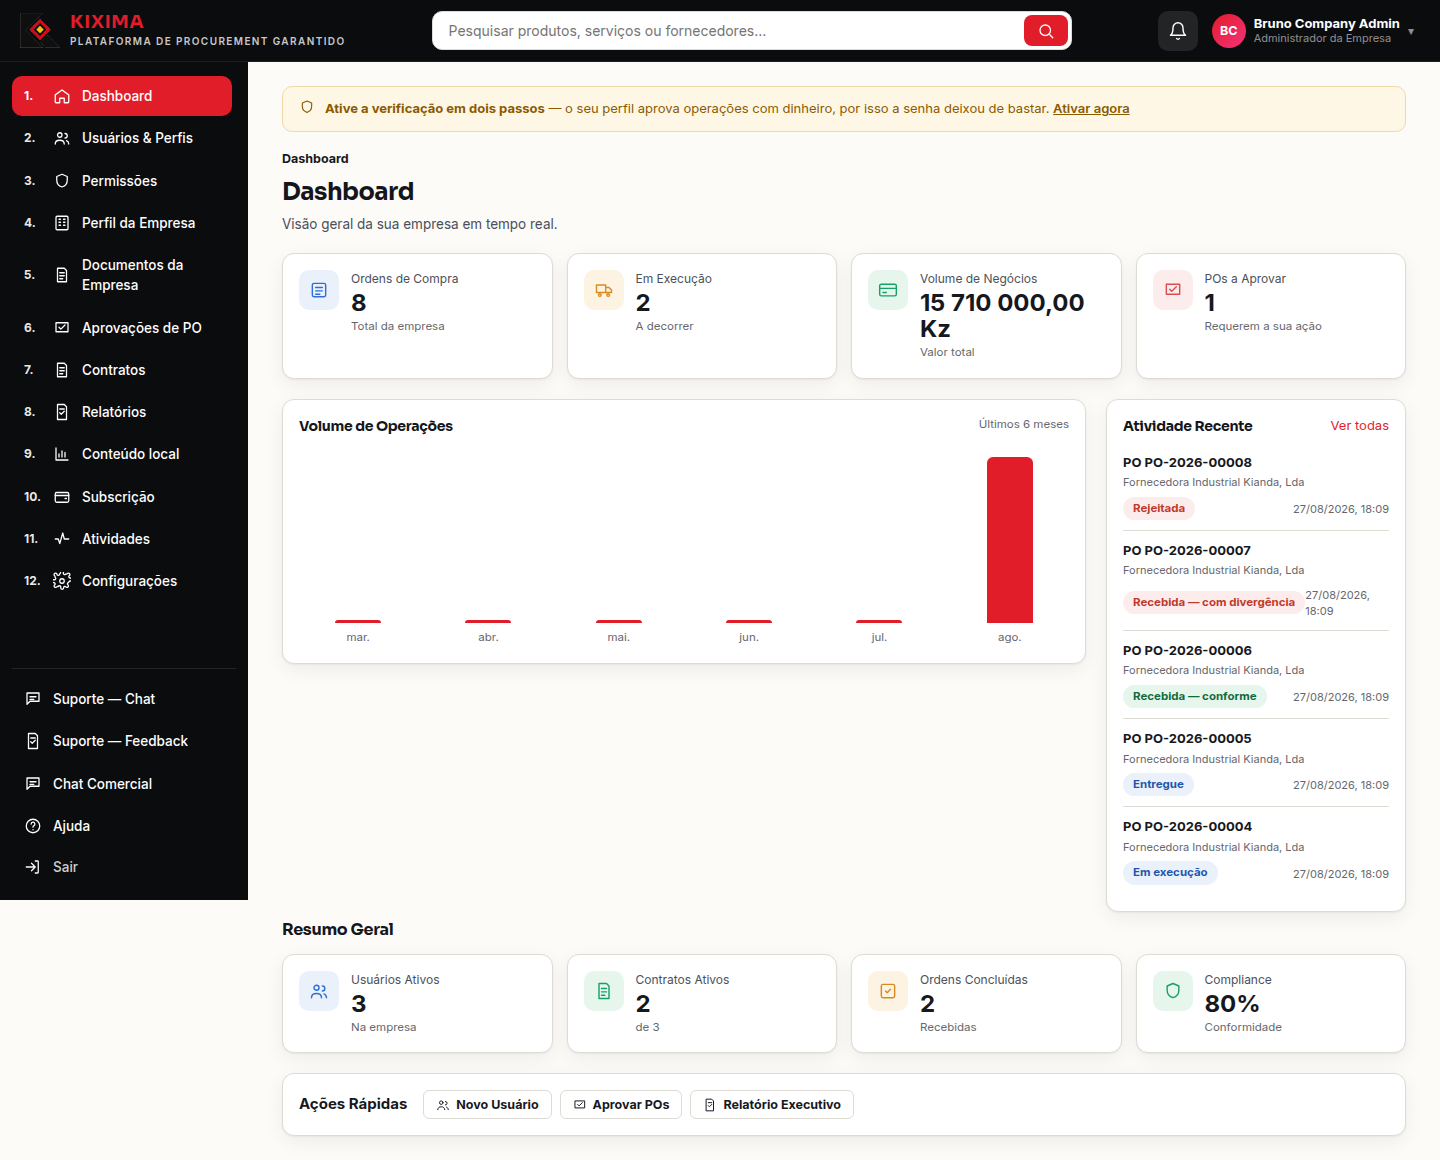 KIXIMA
PLATAFORMA DE PROCUREMENT GARANTIDO
Pesquisar produtos, serviços ou fornecedores...
BC
Bruno Company Admin
Administrador da Empresa
1. Dashboard
2. Usuários & Perfis
3. Permissões
4. Perfil da Empresa
5. Documentos da
Empresa
6. Aprovações de PO
7. Contratos
8. Relatórios
9. Conteúdo local
10. Subscrição
11. Atividades
12. Configurações
Suporte — Chat
Suporte — Feedback
Chat Comercial
Ajuda
Sair
Ative a verificação em dois passos — o seu perfil aprova operações com dinheiro, por isso a senha deixou de bastar. Ativar agora
Dashboard
Dashboard
Visão geral da sua empresa em tempo real.
Ordens de Compra
8
Total da empresa
Em Execução
2
A decorrer
Volume de Negócios
15 710 000,00
Kz
Valor total
POs a Aprovar
1
Requerem a sua ação
Volume de Operações
Últimos 6 meses
mar. abr. mai. jun. jul. ago.
Atividade Recente
Ver todas
PO PO-2026-00008
Fornecedora Industrial Kianda, Lda
Rejeitada 27/08/2026, 18:09
PO PO-2026-00007
Fornecedora Industrial Kianda, Lda
Recebida — com divergência 27/08/2026,
18:09
PO PO-2026-00006
Fornecedora Industrial Kianda, Lda
Recebida — conforme 27/08/2026, 18:09
PO PO-2026-00005
Fornecedora Industrial Kianda, Lda
Entregue 27/08/2026, 18:09
PO PO-2026-00004
Fornecedora Industrial Kianda, Lda
Em execução 27/08/2026, 18:09
Resumo Geral
Usuários Ativos
3
Na empresa
Contratos Ativos
2
de 3
Ordens Concluídas
2
Recebidas
Compliance
80%
Conformidade
Ações Rápidas
Novo Usuário
Aprovar POs
Relatório Executivo